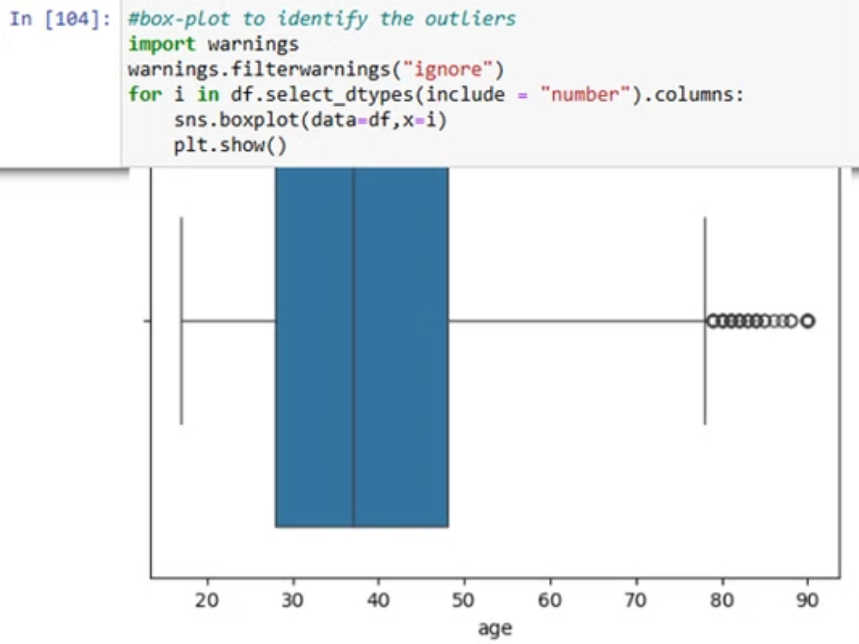 In [104]: #box-plot to identify the outliers
import warnings
warnings.filterwarnings("ignore")
for i in df.select_dtypes(include = "number").columns:
    sns.boxplot(data=df,x=i)
    plt.show()
20 30 40 50 60 70 80 90
age